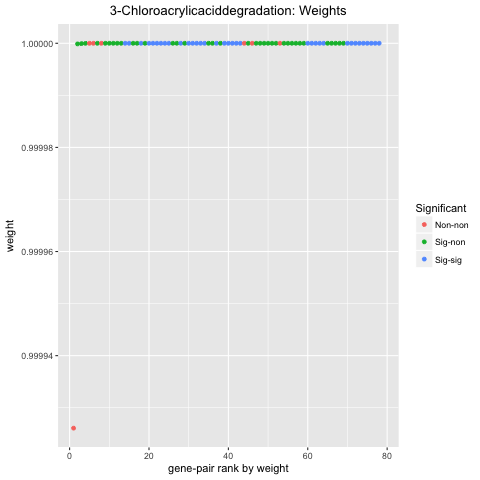 3-Chloroacrylicaciddegradation: Weights
1.00000
0.99998
0.99996
0.99994
weight
0 20 40 60 80
gene-pair rank by weight
Significant
Non-non
Sig-non
Sig-sig